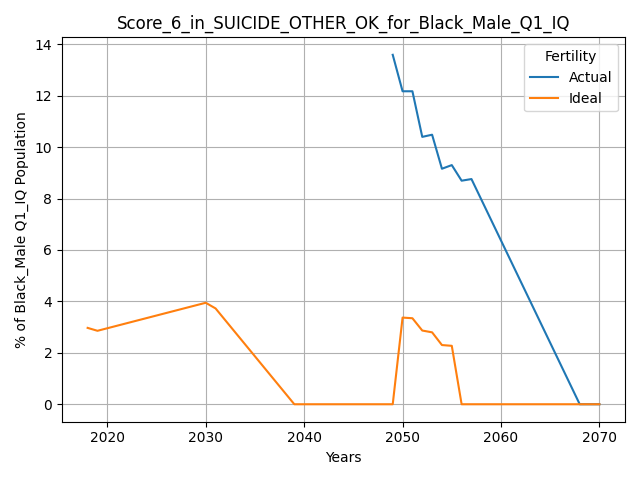 Score_6_in_SUICIDE_OTHER_OK_for_Black_Male_Q1_IQ
% of Black_Male Q1_IQ Population
14
12
10
8
6
4
2
0
Fertility
Actual
Ideal
2020
2030
2040
2050
2060
2070
Years